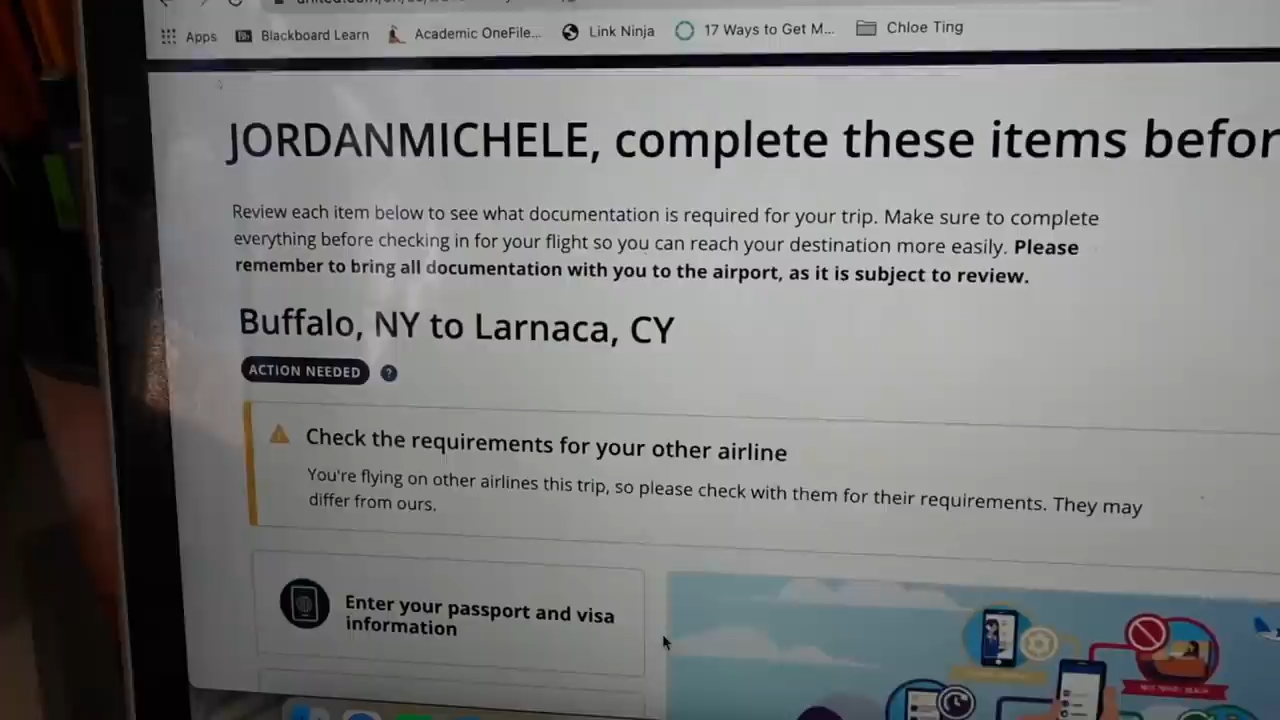 Apps Blackboard Learn Academic OneFile... Link Ninja 17 Ways to Get M... Chloe Ting
JORDANMICHELE, complete these items befor
Review each item below to see what documentation is required for your trip. Make sure to complete
everything before checking in for your flight so you can reach your destination more easily. Please
remember to bring all documentation with you to the airport, as it is subject to review.
Buffalo, NY to Larnaca, CY
ACTION NEEDED ?
Check the requirements for your other airline
You're flying on other airlines this trip, so please check with them for their requirements. They may
differ from ours.
Enter your passport and visa
information